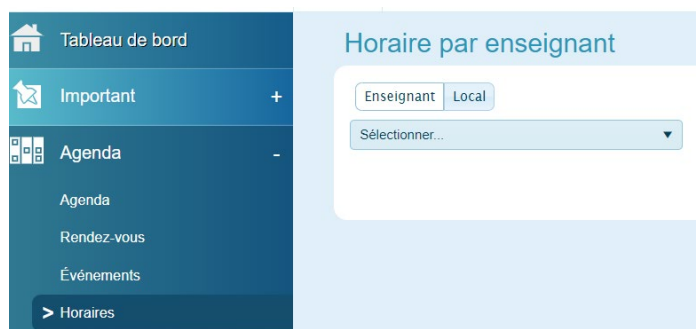 Tableau de bord
Important +
Agenda -
Agenda
Rendez-vous
Événements
> Horaires
Horaire par enseignant
Enseignant Local
Sélectionner...